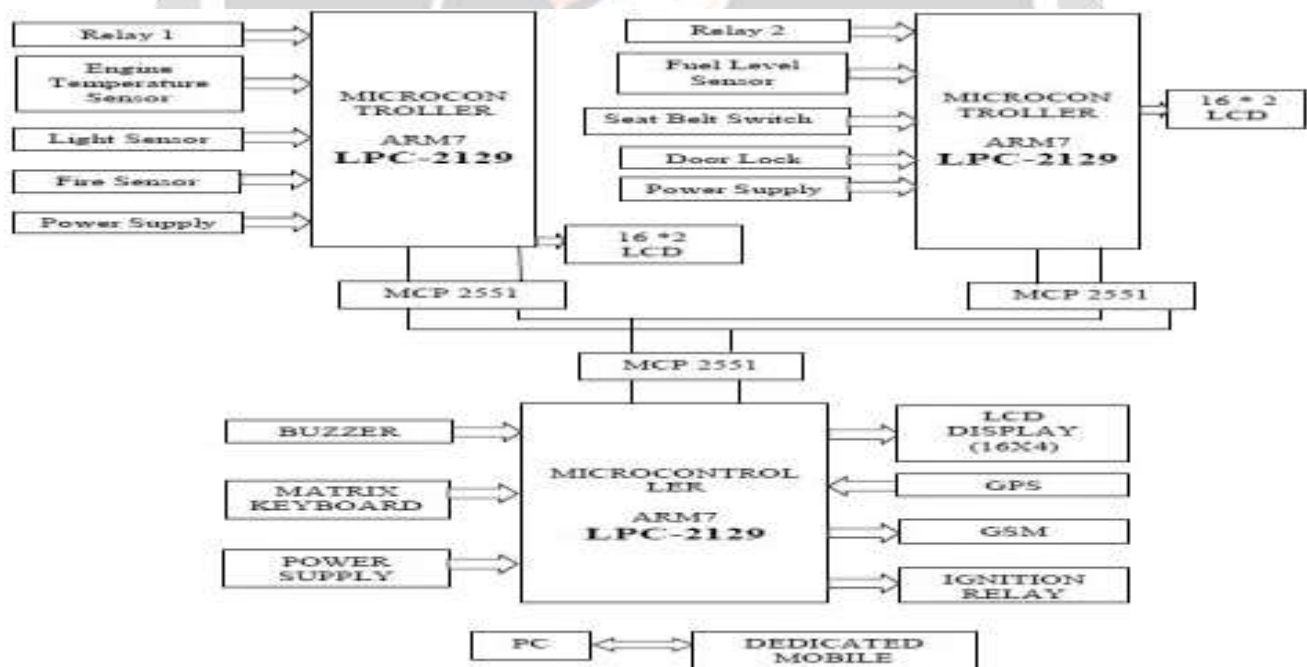 Relay 1
Engine
Temperature
Sensor
Light Sensor
Fire Sensor
Power Supply
MICROCON
TROLLER
ARM7
LPC-2129
16 *2
LCD
MCP 2551
Relay 2
Fuel Level
Sensor
Seat Belt Switch
Door Lock
Power Supply
MICROCON
TROLLER
ARM7
LPC-2129
16 * 2
LCD
MCP 2551
MCP 2551
BUZZER
MATRIX
KEYBOARD
POWER
SUPPLY
MICROCONTROL
LER
ARM7
LPC-2129
LCD
DISPLAY
(16X4)
GPS
GSM
IGNITION
RELAY
PC
DEDICATED
MOBILE